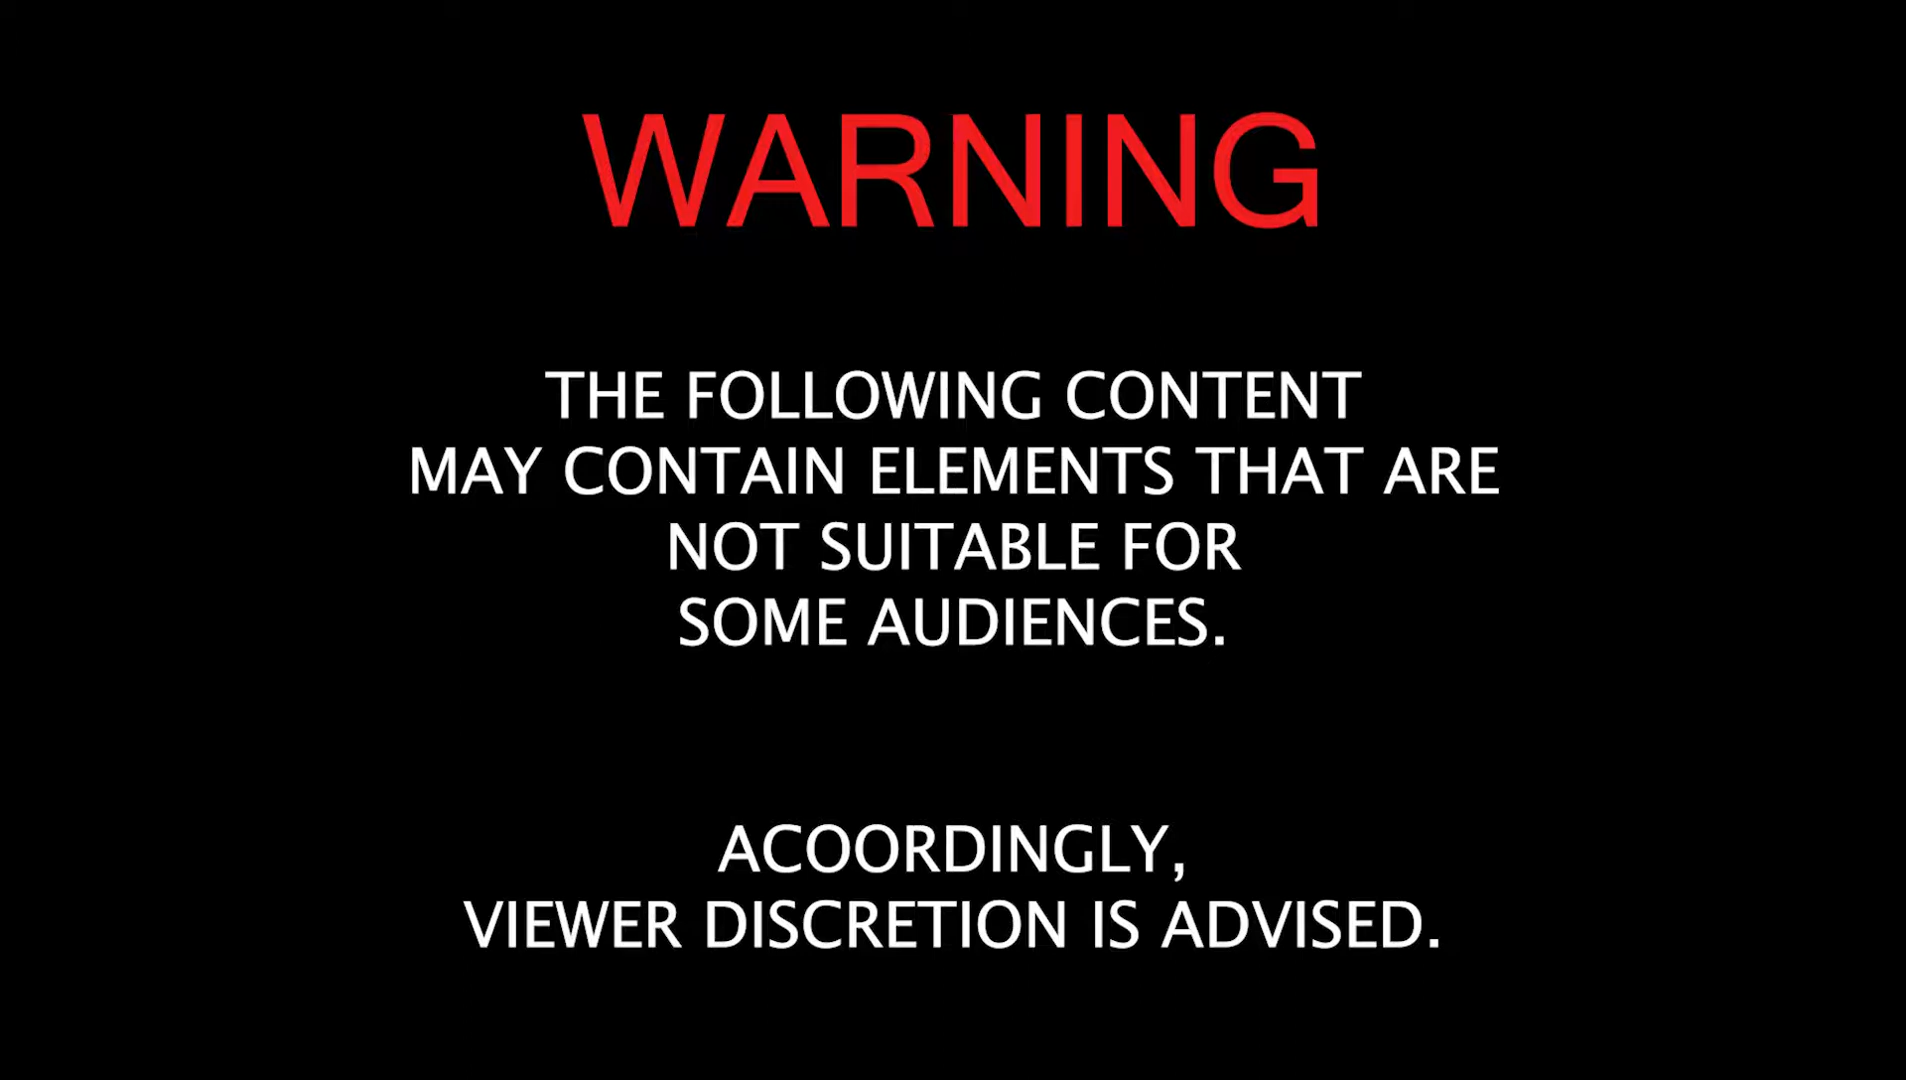 WARNING
THE FOLLOWING CONTENT
MAY CONTAIN ELEMENTS THAT ARE
NOT SUITABLE FOR
SOME AUDIENCES.
ACOORDINGLY,
VIEWER DISCRETION IS ADVISED.